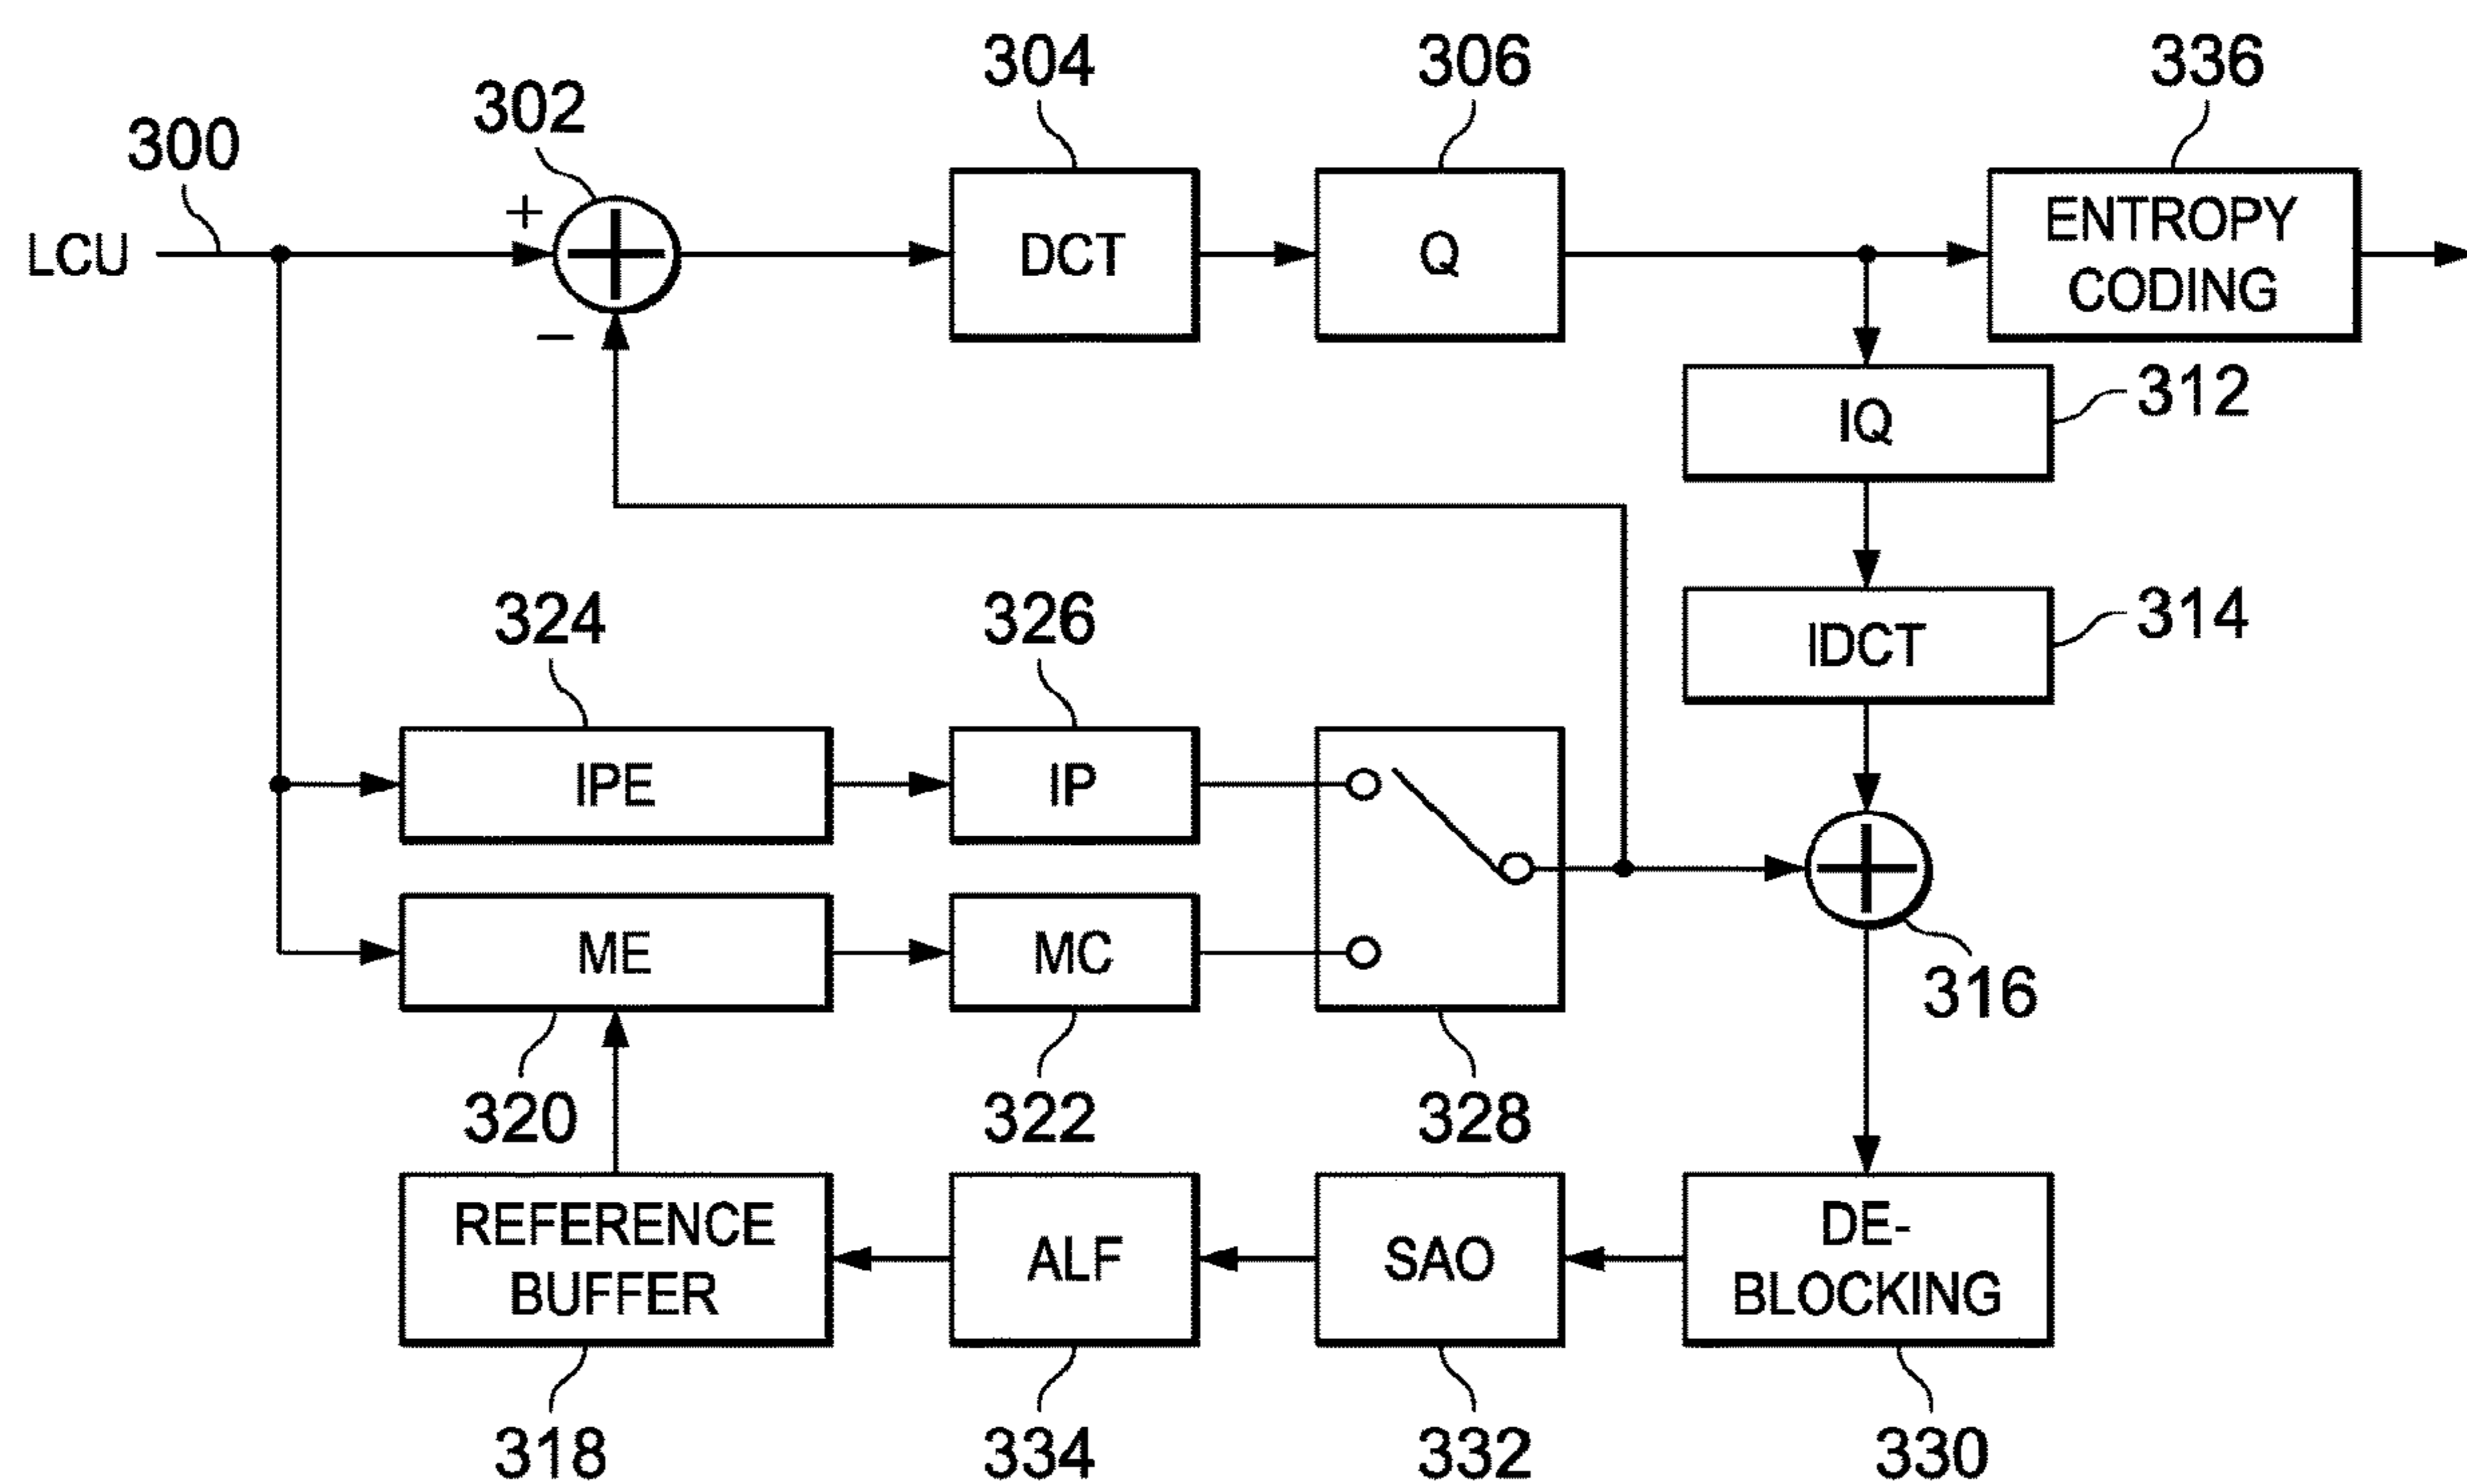 304
306
336
302
300
+
LCU
DCT
Q
ENTROPY
CODING
−
312
IQ
324
326
314
IDCT
IPE
IP
ME
MC
316
320
322
328
REFERENCE
BUFFER
ALF
SAO
DE-
BLOCKING
318
334
332
330